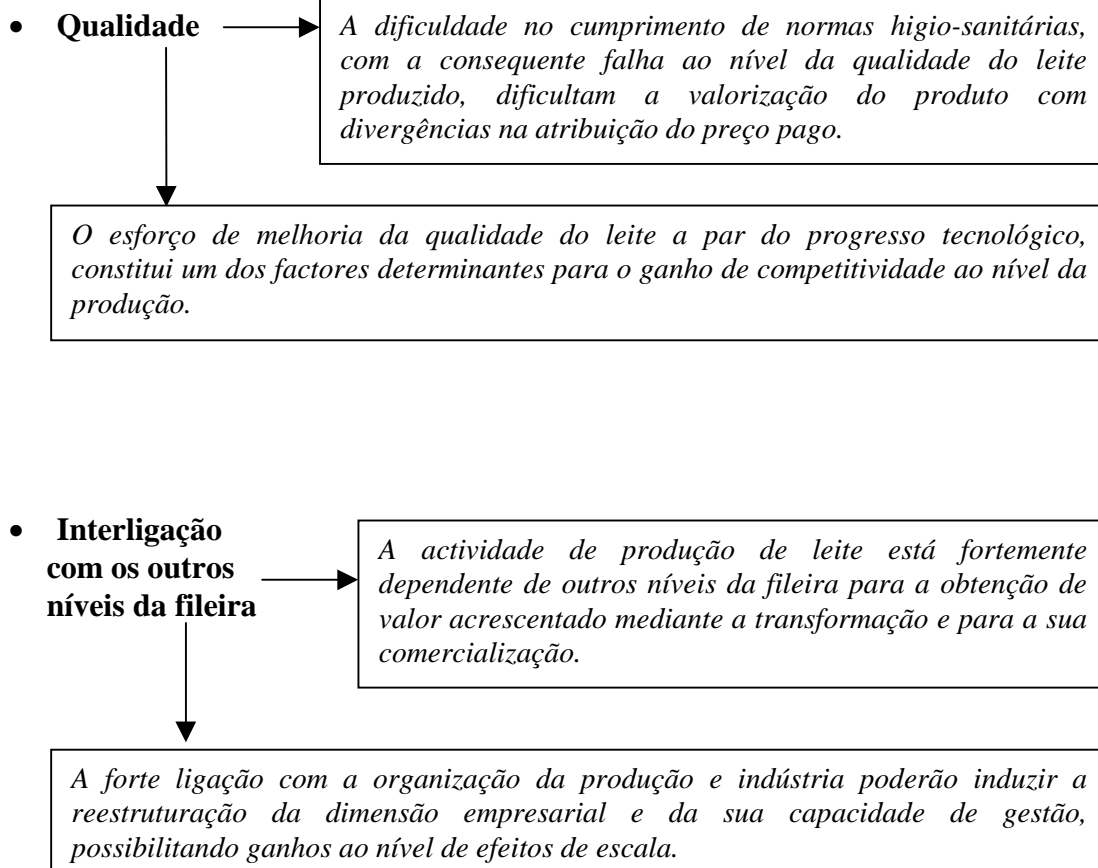 • Qualidade
A dificuldade no cumprimento de normas higio-sanitárias,
com a consequente falha ao nível da qualidade do leite
produzido, dificultam a valorização do produto com
divergências na atribuição do preço pago.
O esforço de melhoria da qualidade do leite a par do progresso tecnológico,
constitui um dos factores determinantes para o ganho de competitividade ao nível da
produção.
• Interligação
com os outros
níveis da fileira
A actividade de produção de leite está fortemente
dependente de outros níveis da fileira para a obtenção de
valor acrescentado mediante a transformação e para a sua
comercialização.
A forte ligação com a organização da produção e indústria poderão induzir a
reestruturação da dimensão empresarial e da sua capacidade de gestão,
possibilitando ganhos ao nível de efeitos de escala.